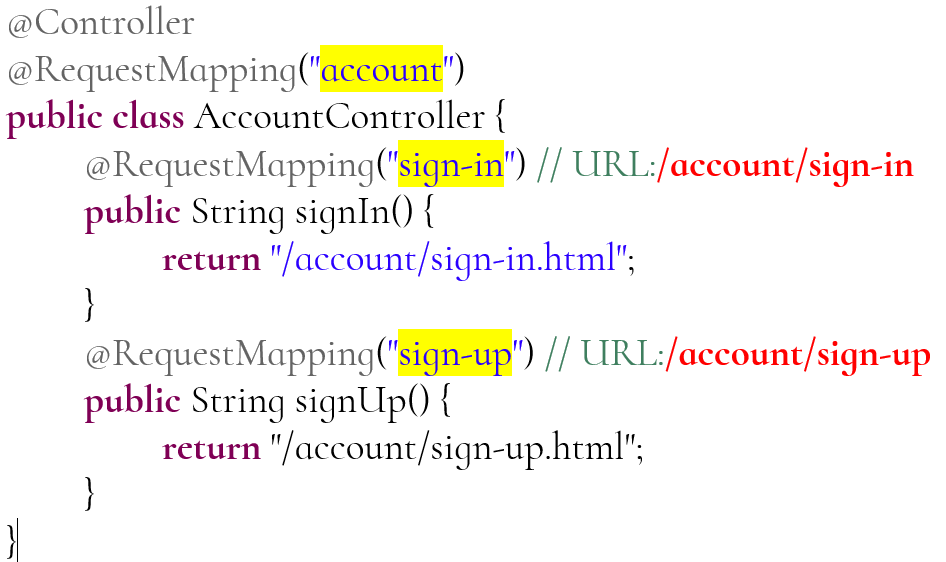 @Controller
@RequestMapping("account")
public class AccountController {
@RequestMapping("sign-in") // URL:/account/sign-in
public String signIn() {
return "/account/sign-in.html";
}
@RequestMapping("sign-up") // URL:/account/sign-up
public String signUp() {
return "/account/sign-up.html";
}
}